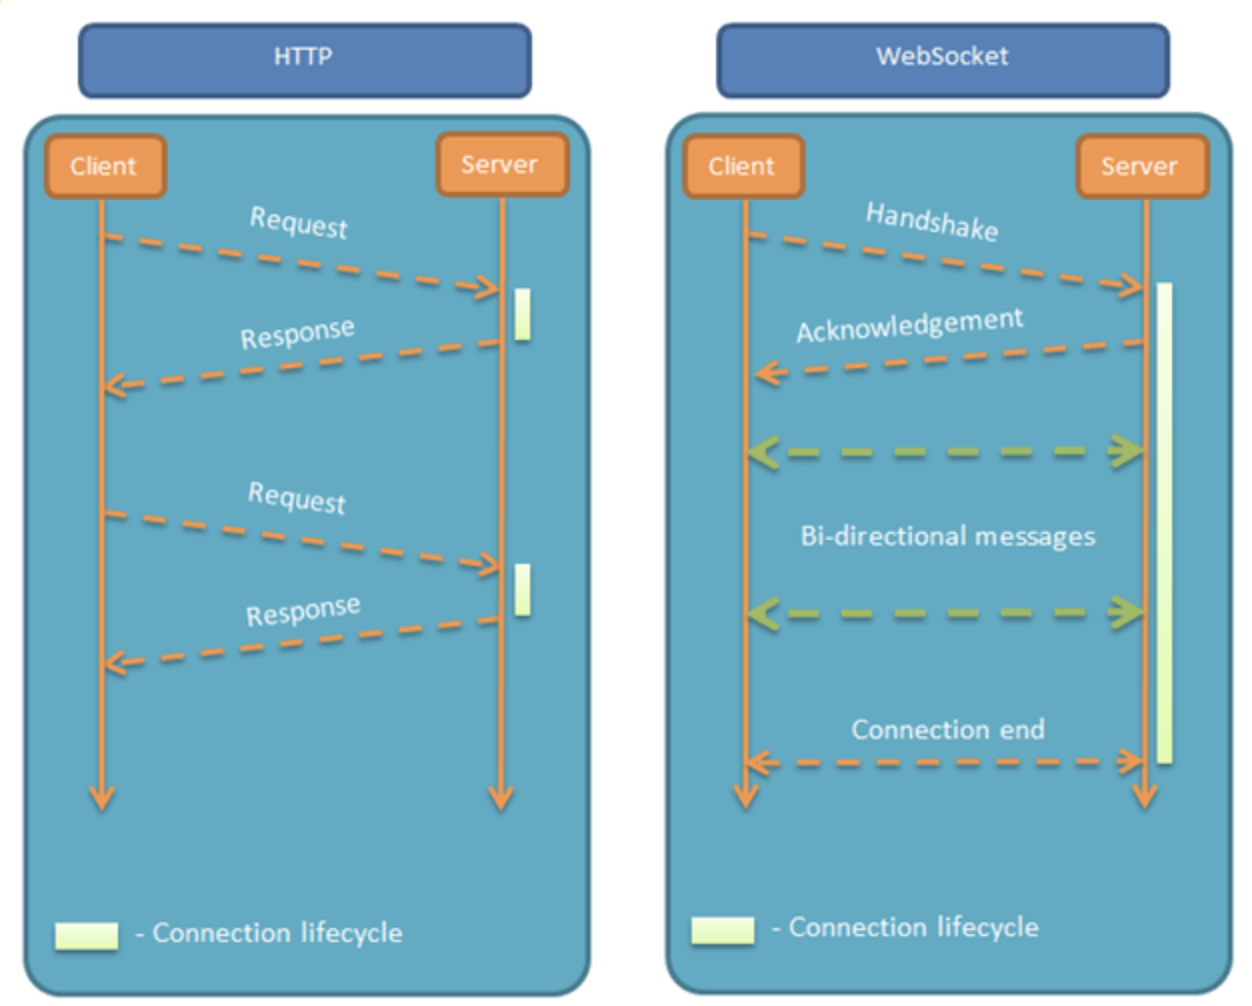 HTTP
Client
Server
Request
Response
Request
Response
- Connection lifecycle
WebSocket
Client
Server
Handshake
Acknowledgement
Bi-directional messages
Connection end
- Connection lifecycle